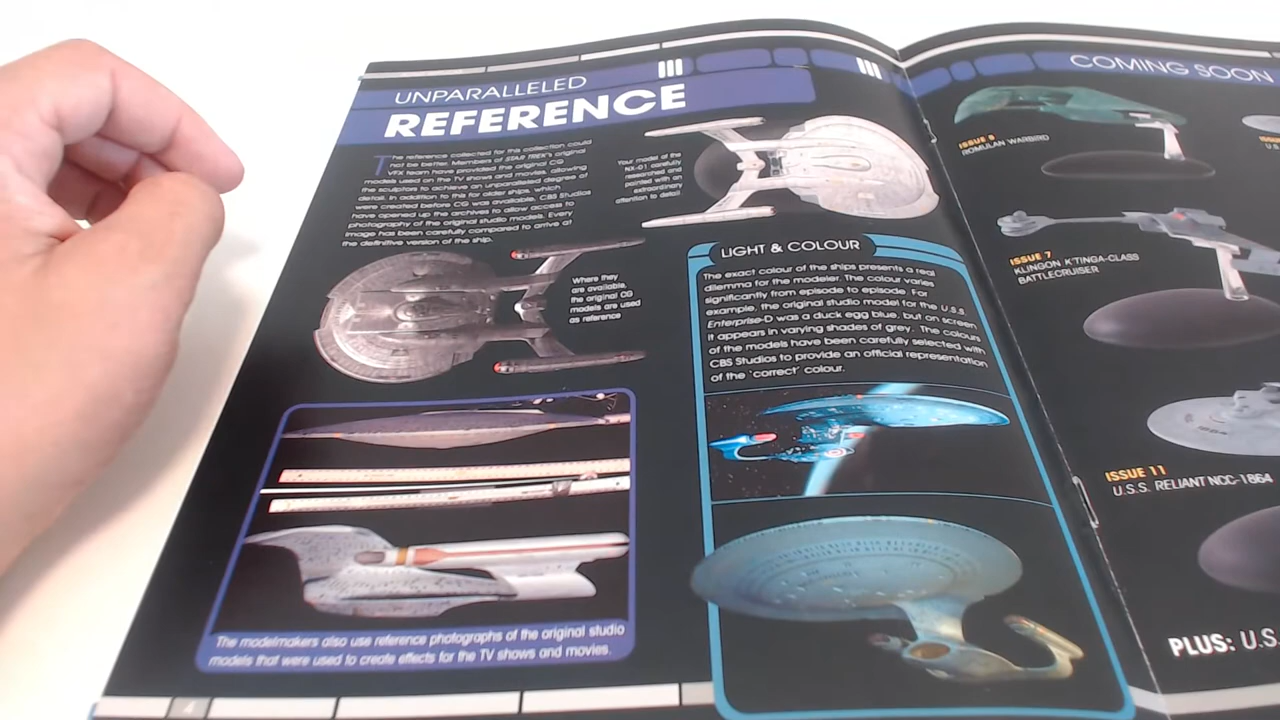 UNPARALLELED
REFERENCE
The reference collected for this collection could
not be better. Members of STAR TREK's original
VFX team have provided the original CG
models used on the TV shows and movies, allowing
the sculptors to achieve an unparalleled degree of
detail. In addition to this for older ships, which
were created before CG was available, CBS Studios
have opened up the archives to allow access to
photography of the original studio models. Every
image has been carefully compared to arrive at
the definitive version of the ship.
Your model of the
NX-01 carefully
researched and
painted with an
extraordinary
attention to detail
Where they
are available,
the original CG
models are used
as reference
The modelmakers also use reference photographs of the original studio
models that were used to create effects for the TV shows and movies.
LIGHT & COLOUR
The exact colour of the ships presents a real
dilemma for the modeler. The colour varies
significantly from episode to episode. For
example, the original studio model for the U.S.S.
Enterprise-D was a duck egg blue, but on screen
it appears in varying shades of grey. The colours
of the models have been carefully selected with
CBS Studios to provide an official representation
of the 'correct' colour.
4
COMING SOON
ROMULAN WARBIRD
ISSUE 7
KLINGON K'TINGA-CLASS
BATTLECRUISER
ISSUE 11
U.S.S. RELIANT NCC-1864
PLUS: U.S.